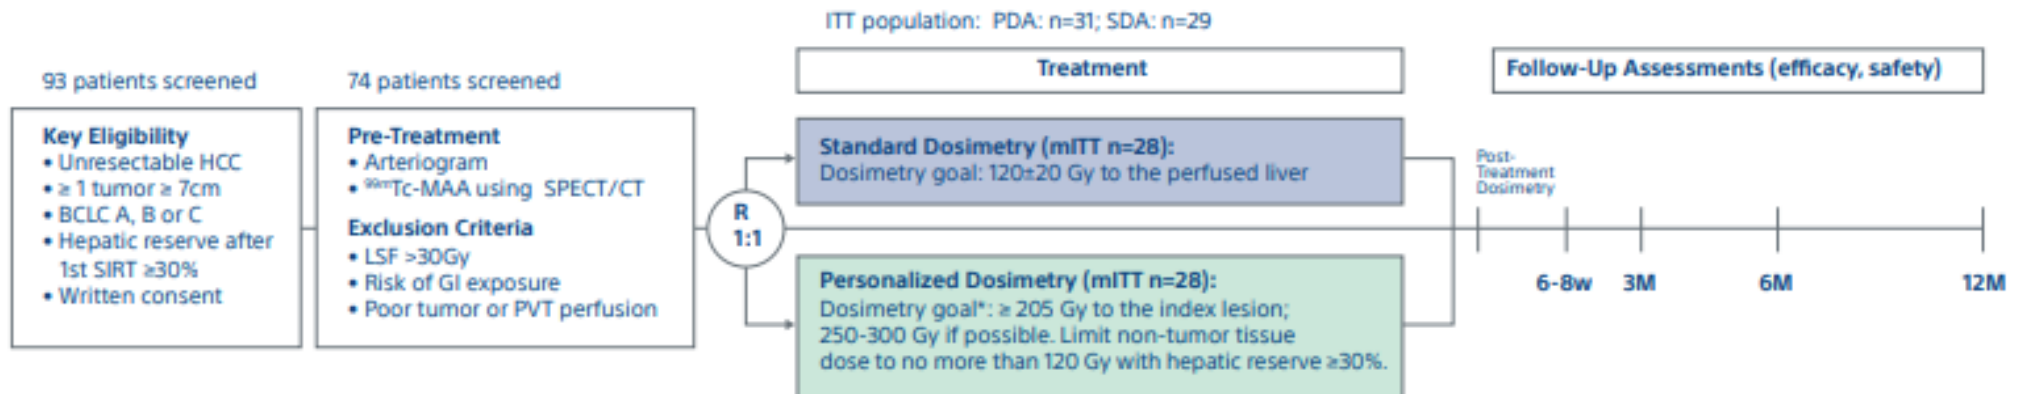 ITT population: PDA: n=31; SDA: n=29
93 patients screened
Key Eligibility
• Unresectable HCC
• ≥ 1 tumor ≥ 7cm
• BCLC A, B or C
• Hepatic reserve after
1st SIRT ≥30%
• Written consent
74 patients screened
Pre-Treatment
• Arteriogram
• ⁹⁹ᵐTc-MAA using SPECT/CT
Exclusion Criteria
• LSF >30Gy
• Risk of GI exposure
• Poor tumor or PVT perfusion
R
1:1
Treatment
Standard Dosimetry (mITT n=28):
Dosimetry goal: 120±20 Gy to the perfused liver
Personalized Dosimetry (mITT n=28):
Dosimetry goal*: ≥ 205 Gy to the index lesion;
250-300 Gy if possible. Limit non-tumor tissue
dose to no more than 120 Gy with hepatic reserve ≥30%.
Follow-Up Assessments (efficacy, safety)
Post-
Treatment
Dosimetry
6-8w 3M 6M 12M